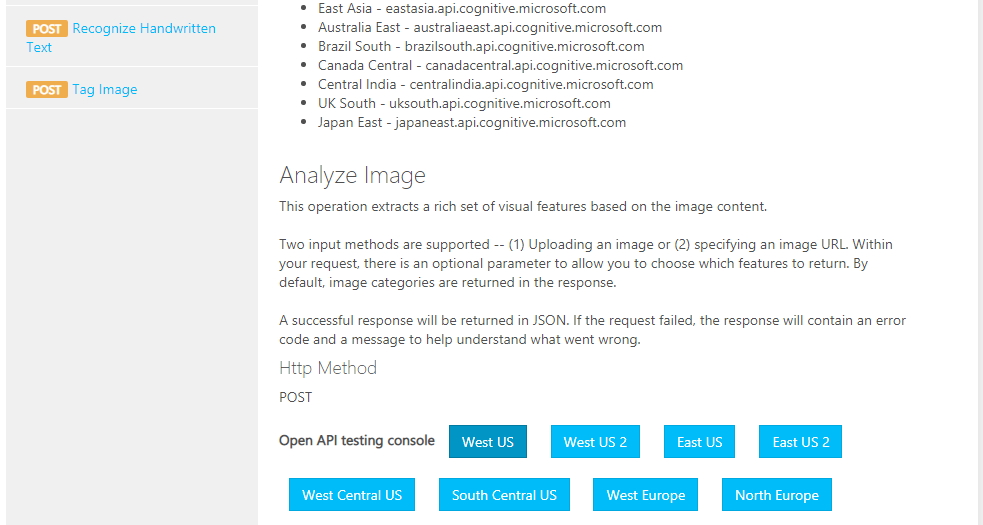 POST Recognize Handwritten
Text
POST Tag Image
East Asia - eastasia.api.cognitive.microsoft.com
Australia East - australiaeast.api.cognitive.microsoft.com
Brazil South - brazilsouth.api.cognitive.microsoft.com
Canada Central - canadacentral.api.cognitive.microsoft.com
Central India - centralindia.api.cognitive.microsoft.com
UK South - uksouth.api.cognitive.microsoft.com
Japan East - japaneast.api.cognitive.microsoft.com
Analyze Image
This operation extracts a rich set of visual features based on the image content.
Two input methods are supported -- (1) Uploading an image or (2) specifying an image URL. Within
your request, there is an optional parameter to allow you to choose which features to return. By
default, image categories are returned in the response.
A successful response will be returned in JSON. If the request failed, the response will contain an error
code and a message to help understand what went wrong.
Http Method
POST
Open API testing console West US West US 2 East US East US 2
West Central US South Central US West Europe North Europe